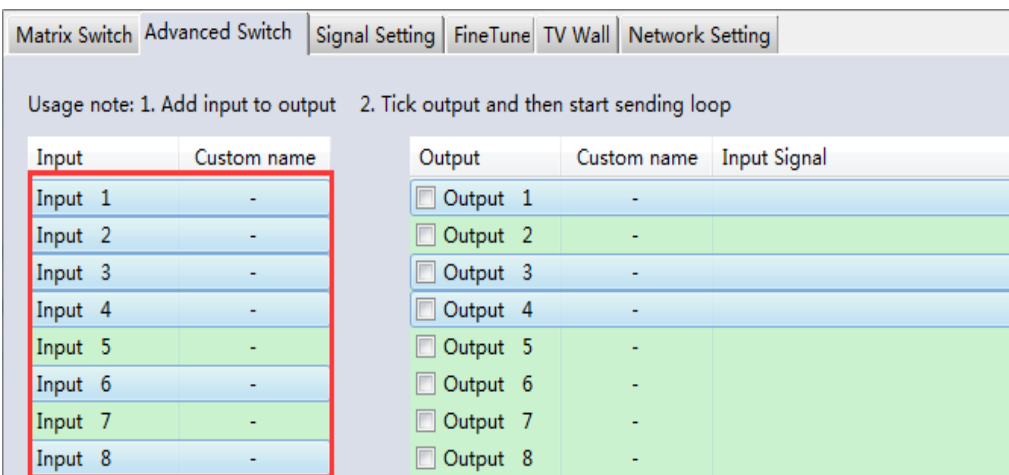 Matrix Switch Advanced Switch Signal Setting FineTune TV Wall Network Setting
Usage note: 1. Add input to output 2. Tick output and then start sending loop
Input Custom name Output Custom name Input Signal
Input 1 - Output 1 -
Input 2 - Output 2 -
Input 3 - Output 3 -
Input 4 - Output 4 -
Input 5 - Output 5 -
Input 6 - Output 6 -
Input 7 - Output 7 -
Input 8 - Output 8 -